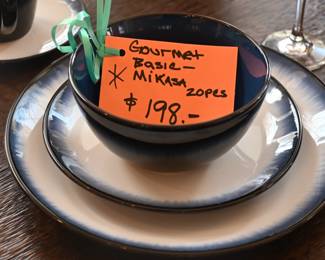 Gourmet
Basic -
* Mikasa
20pcs
$198.-